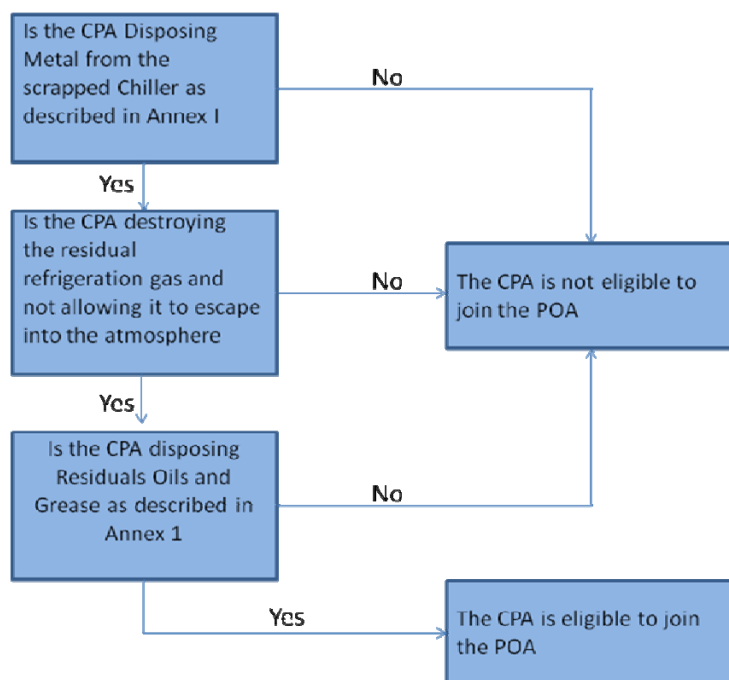 Is the CPA Disposing
Metal from the
scrapped Chiller as
described in Annex I
No
Yes
Is the CPA destroying
the residual
refrigeration gas and
not allowing it to escape
into the atmosphere
No
The CPA is not eligible to
join the POA
Yes
Is the CPA disposing
Residuals Oils and
Grease as described in
Annex 1
No
Yes
The CPA is eligible to join
the POA